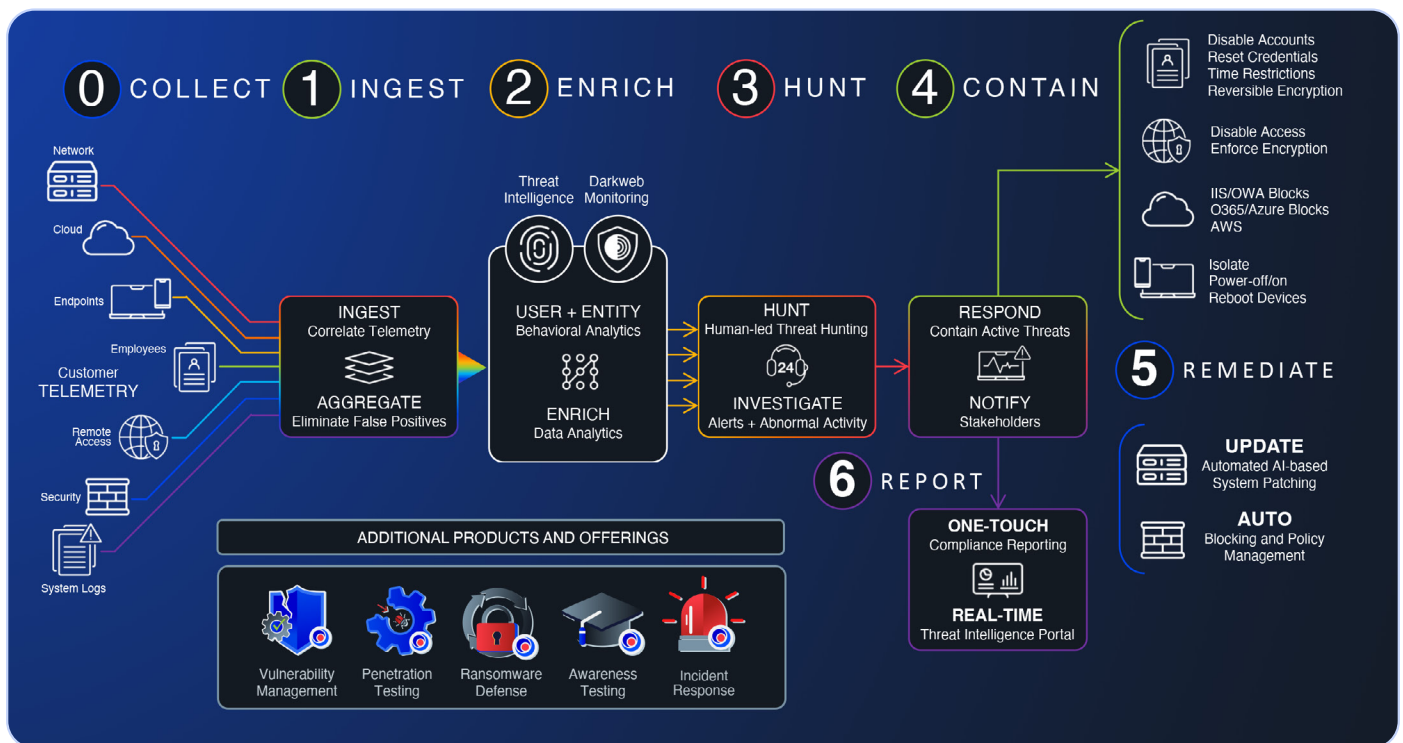 0 COLLECT
1 INGEST
2 ENRICH
3 HUNT
4 CONTAIN
Network
Cloud
Endpoints
Employees
Customer
TELEMETRY
Remote
Access
Security
System Logs
INGEST
Correlate Telemetry
AGGREGATE
Eliminate False Positives
Threat
Intelligence
Darkweb
Monitoring
USER + ENTITY
Behavioral Analytics
ENRICH
Data Analytics
HUNT
Human-led Threat Hunting
24
INVESTIGATE
Alerts + Abnormal Activity
RESPOND
Contain Active Threats
NOTIFY
Stakeholders
Disable Accounts
Reset Credentials
Time Restrictions
Reversible Encryption
Disable Access
Enforce Encryption
IIS/OWA Blocks
O365/Azure Blocks
AWS
Isolate
Power-off/on
Reboot Devices
5 REMEDIATE
UPDATE
Automated AI-based
System Patching
AUTO
Blocking and Policy
Management
6 REPORT
ONE-TOUCH
Compliance Reporting
REAL-TIME
Threat Intelligence Portal
ADDITIONAL PRODUCTS AND OFFERINGS
Vulnerability
Management
Penetration
Testing
Ransomware
Defense
Awareness
Testing
Incident
Response